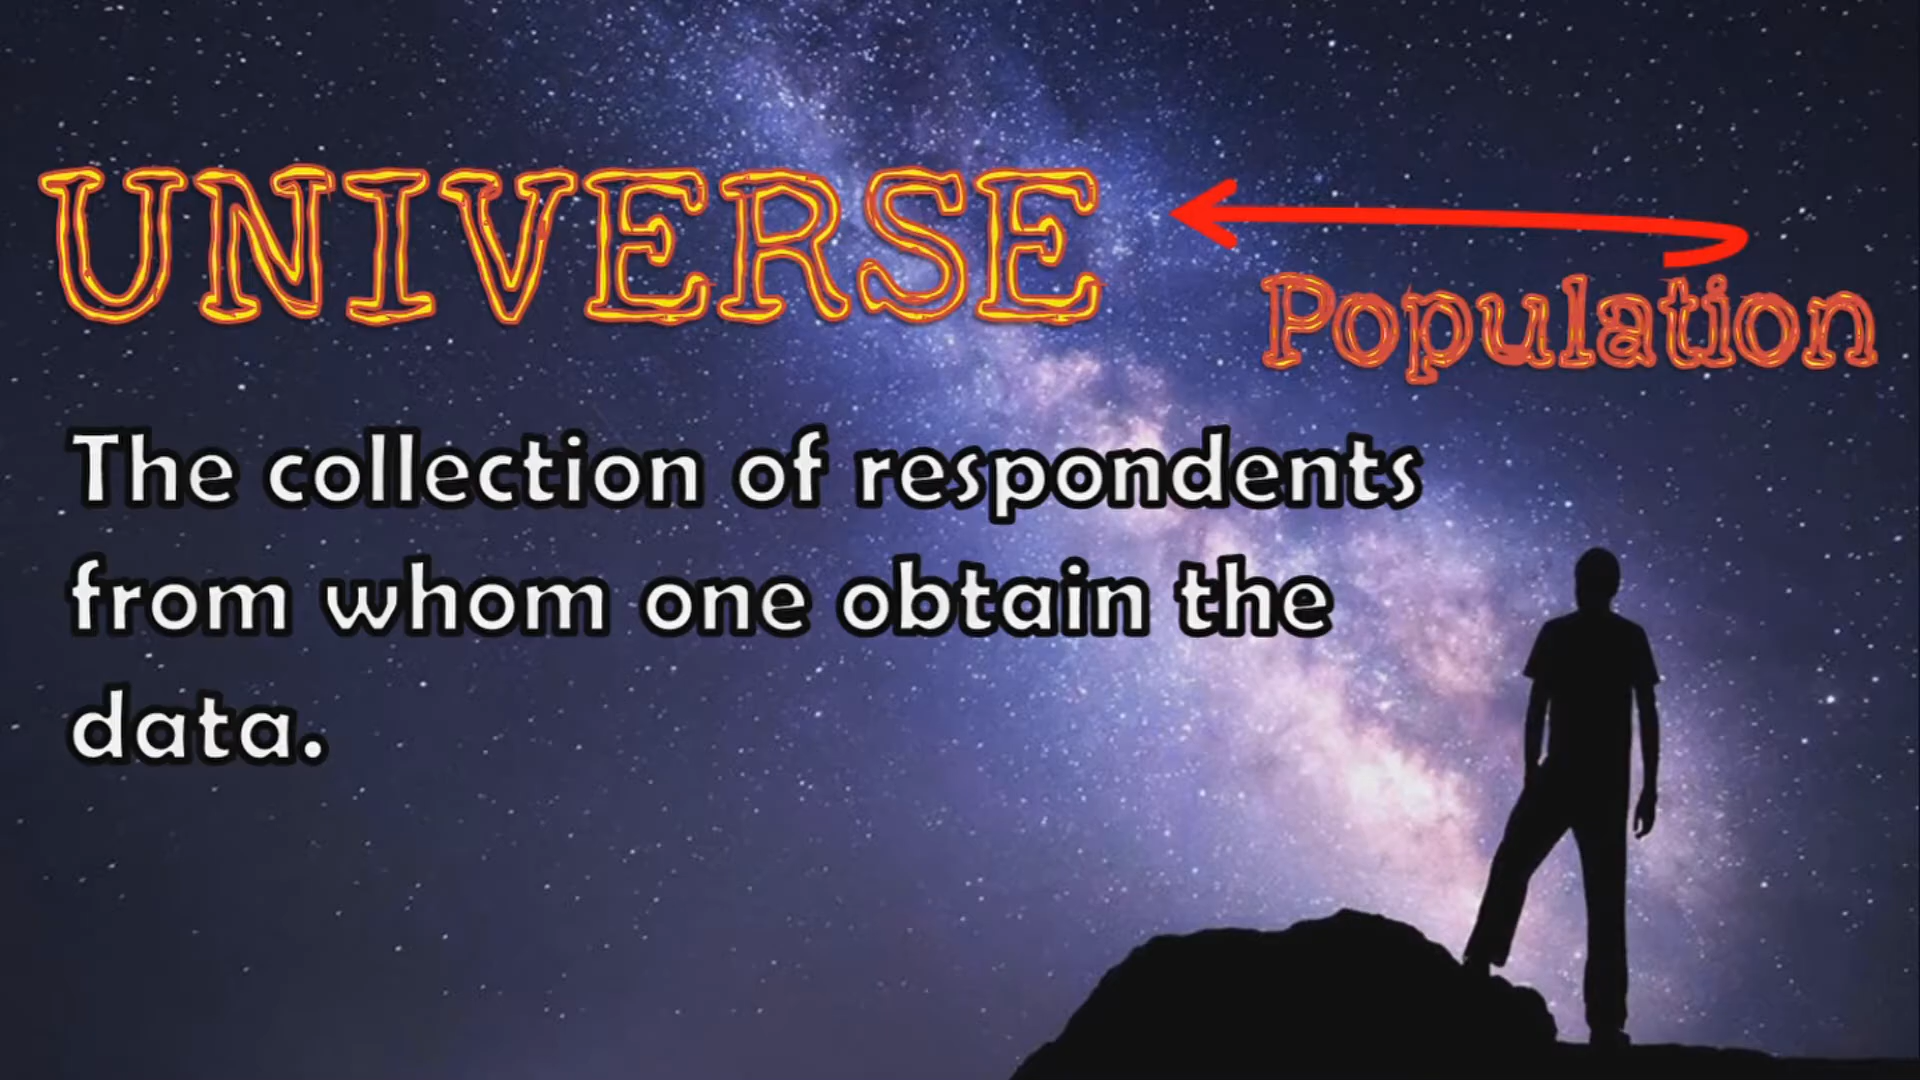 UNIVERSE
Population
The collection of respondents
from whom one obtain the
data.